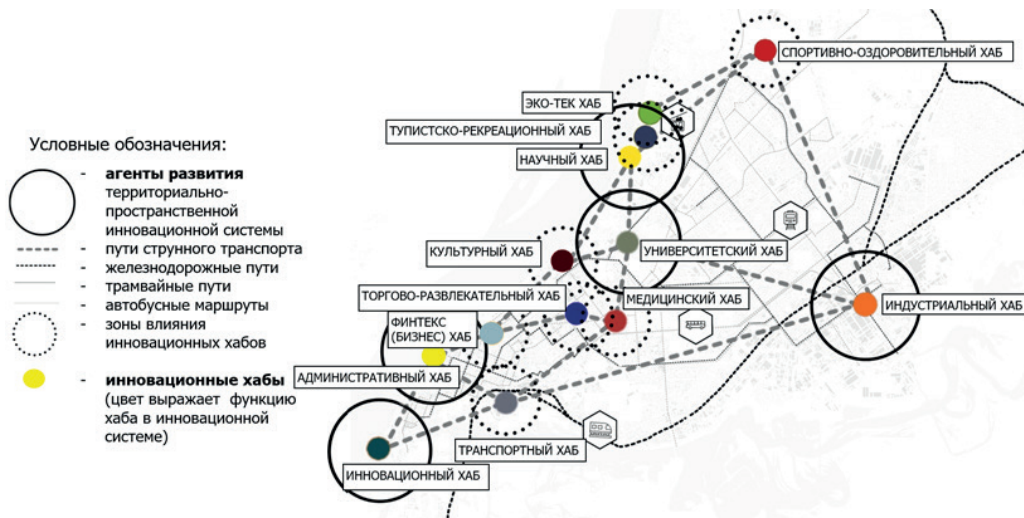 СПОРТИВНО-ОЗДОРОВИТЕЛЬНЫЙ ХАБ
ЭКО-ТЕК ХАБ
ТУПИСТСКО-РЕКРЕАЦИОННЫЙ ХАБ
НАУЧНЫЙ ХАБ
Условные обозначения:
- агенты развития
территориально-
пространственной
инновационной системы
- пути струнного транспорта
- железнодорожные пути
- трамвайные пути
- автобусные маршруты
- зоны влияния
инновационных хабов
- инновационные хабы
(цвет выражает функцию
хаба в инновационной
системе)
КУЛЬТУРНЫЙ ХАБ
УНИВЕРСИТЕТСКИЙ ХАБ
ТОРГОВО-РАЗВЛЕКАТЕЛЬНЫЙ ХАБ
МЕДИЦИНСКИЙ ХАБ
ИНДУСТРИАЛЬНЫЙ ХАБ
ФИНТЕКС
(БИЗНЕС) ХАБ
АДМИНИСТРАТИВНЫЙ ХАБ
ТРАНСПОРТНЫЙ ХАБ
ИННОВАЦИОННЫЙ ХАБ